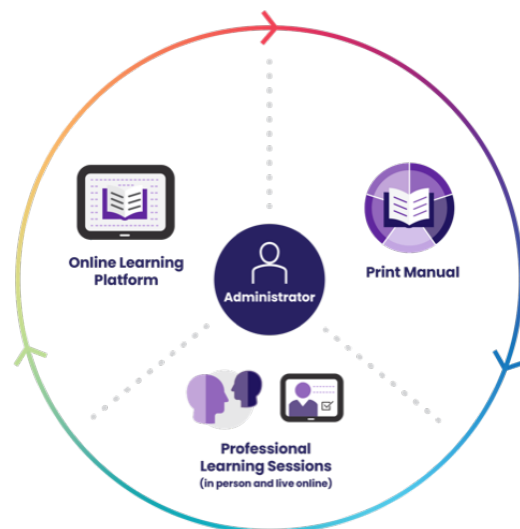 Online Learning
Platform
Print Manual
Administrator
Professional
Learning Sessions
(in person and live online)